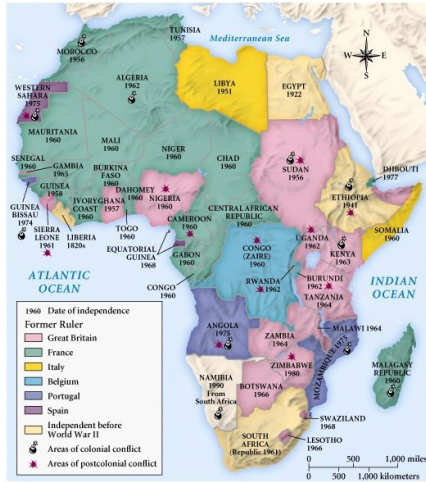 TUNISIA
1957
Mediterranean Sea
MOROCCO
1956
N
W
E
S
ALGERIA
1962
LIBYA
1951
EGYPT
1922
WESTERN
SAHARA
1975
MAURITANIA
1960
MALI
1960
NIGER
1960
CHAD
1960
SUDAN
1956
DJIBOUTI
1977
SENEGAL
1960
GAMBIA
1965
BURKINA
FASO
1960
GUINEA
1958
DAHOMEY
1960
NIGERIA
1960
IVORY
COAST
1960
GHANA
1957
GUINEA
BISSAU
1974
SIERRA
LEONE
1961
LIBERIA
1820s
TOGO
1960
CAMEROON
1960
CENTRAL AFRICAN
REPUBLIC
1960
ETHIOPIA
1941
SOMALIA
1960
EQUATORIAL
GUINEA
1968
GABON
1960
CONGO
1960
CONGO
(ZAIRE)
1960
UGANDA
1962
KENYA
1963
RWANDA
1962
BURUNDI
1962
TANZANIA
1964
ATLANTIC
OCEAN
INDIAN
OCEAN
ANGOLA
1975
ZAMBIA
1964
MALAWI 1964
MOZAMBIQUE 1975
ZIMBABWE
1980
MALAGASY
REPUBLIC
1960
NAMIBIA
1990
From
South Africa
BOTSWANA
1966
SWAZILAND
1968
LESOTHO
1966
SOUTH
AFRICA
(Republic 1961)
1960 Date of independence
Former Ruler
Great Britain
France
Italy
Belgium
Portugal
Spain
Independent before
World War II
Areas of colonial conflict
Areas of postcolonial conflict
0 500 1,000 miles
0 500 1,000 kilometers